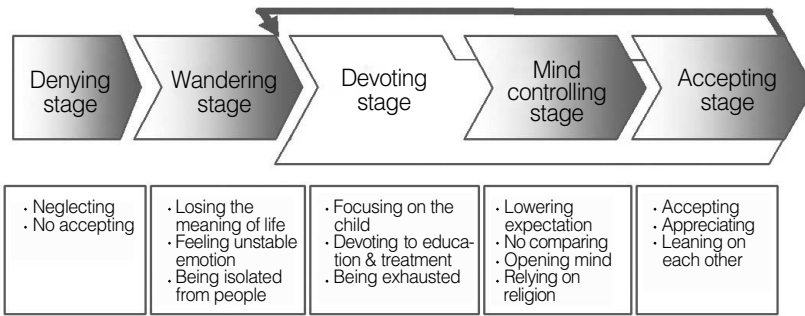 Denying
stage
Wandering
stage
Devoting
stage
Mind
controlling
stage
Accepting
stage
· Neglecting
· No accepting
· Losing the
meaning of life
· Feeling unstable
emotion
· Being isolated
from people
· Focusing on the
child
· Devoting to educa-
tion & treatment
· Being exhausted
· Lowering
expectation
· No comparing
· Opening mind
· Relying on
religion
· Accepting
· Appreciating
· Leaning on
each other